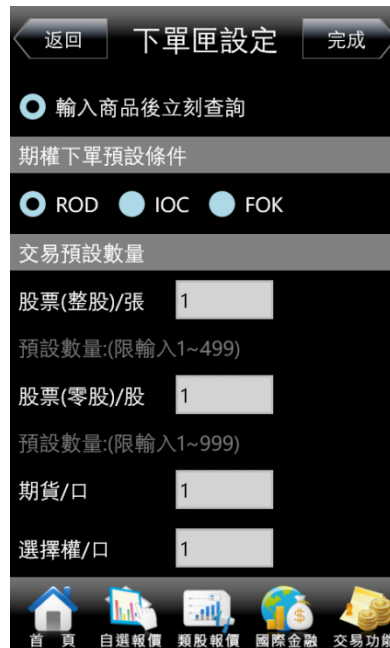 返回 下單匣設定 完成
輸入商品後立刻查詢
期權下單預設條件
ROD IOC FOK
交易預設數量
股票(整股)/張 1
預設數量:(限輸入1~499)
股票(零股)/股 1
預設數量:(限輸入1~999)
期貨/口 1
選擇權/口 1
首 頁 自選報價 類股報價 國際金融 交易功能